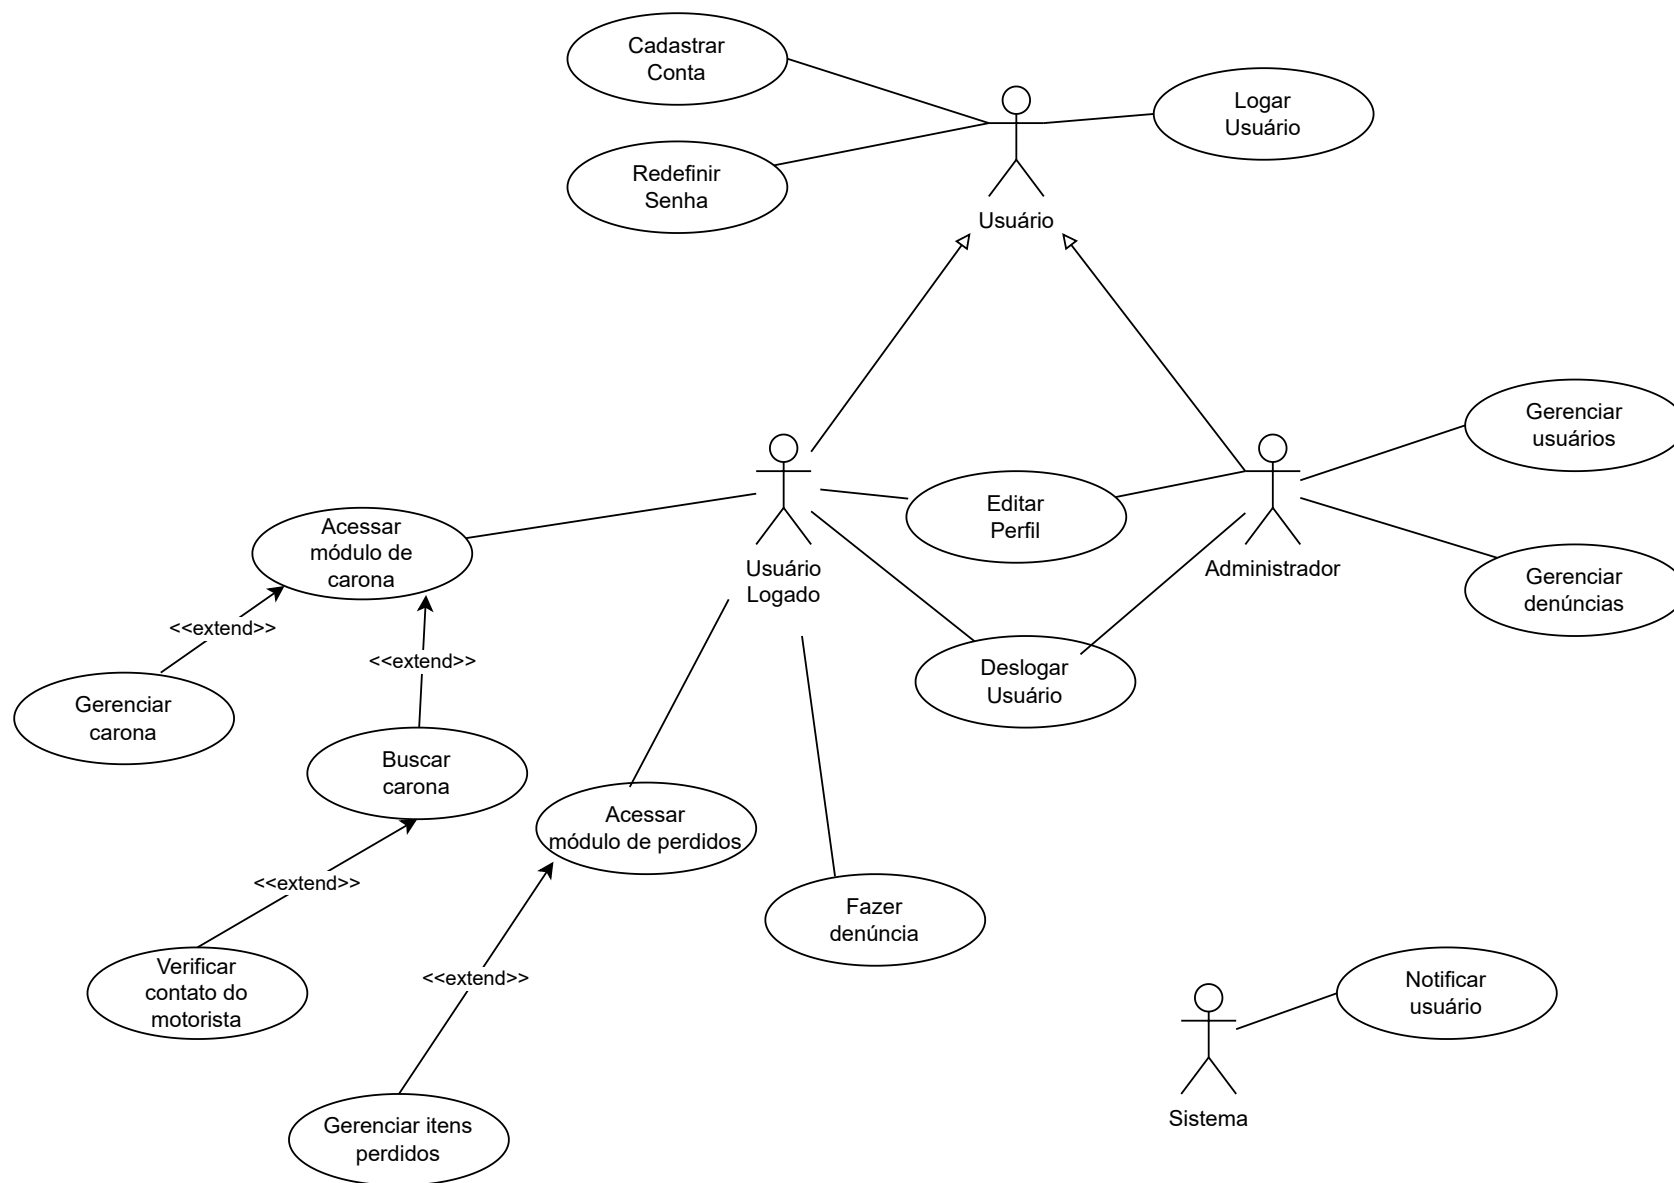 Cadastrar
Conta
Logar
Usuário
Redefinir
Senha
Usuário
Gerenciar
usuários
Editar
Perfil
Acessar
módulo de
carona
Usuário
Logado
Administrador
Gerenciar
denúncias
<<extend>>
<<extend>>
Deslogar
Usuário
Gerenciar
carona
Buscar
carona
Acessar
módulo de perdidos
<<extend>>
Fazer
denúncia
Verificar
contato do
motorista
<<extend>>
Notificar
usuário
Sistema
Gerenciar itens
perdidos